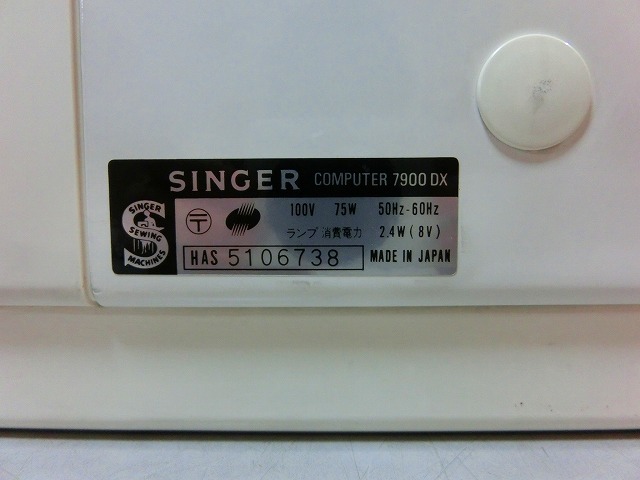 SINGER COMPUTER 7900 DX
SINGER
SEWING
MACHINES
〒 100V 75W 50Hz-60Hz
ランプ 消費電力 2.4W(8V)
HAS 5106738 MADE IN JAPAN